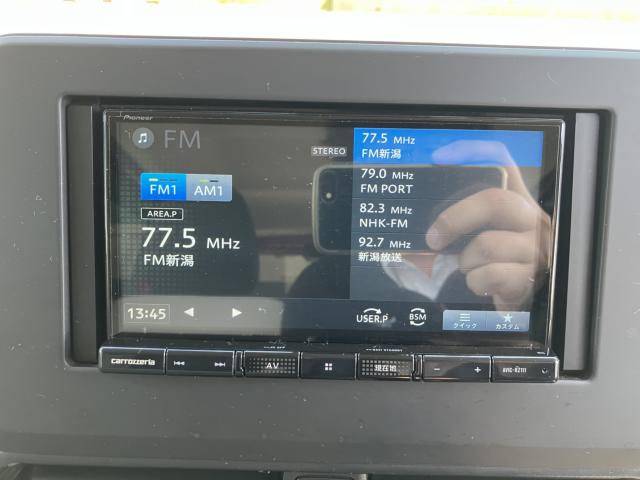 Pioneer
FM
STEREO
FM1 AM1
AREA.P
77.5 MHz
FM新潟
77.5 MHz
FM新潟
79.0 MHz
FM PORT
82.3 MHz
NHK-FM
92.7 MHz
新潟放送
13:45
USER.P BSM
クイック カスタム
carrozzeria AV 現在地 - + AVIC-RZ111